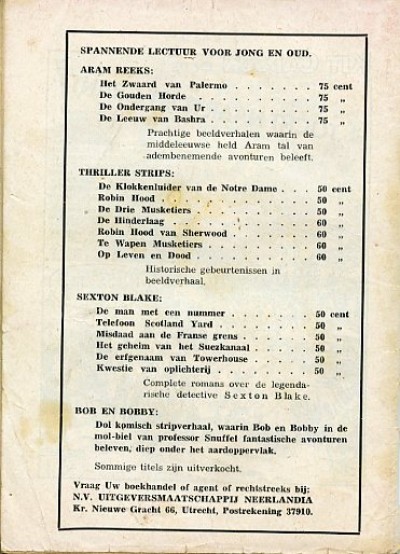 SPANNENDE LECTUUR VOOR JONG EN OUD.
ARAM REEKS:
Het Zwaard van Palermo . . . . . . . 75 cent
De Gouden Horde . . . . . . . . 75 „
De Ondergang van Ur . . . . . . . 75 „
De Leeuw van Bashra . . . . . . . 75 „
Prachtige beeldverhalen waarin de
middeleeuwse held Aram tal van
adembenemende avonturen beleeft.
THRILLER STRIPS:
De Klokkenluider van de Notre Dame . . . 50 cent
Robin Hood . . . . . . . . . . 50 „
De Drie Musketiers . . . . . . . . 50 „
De Hinderlaag . . . . . . . . . 60 „
Robin Hood van Sherwood . . . . . . 60 „
Te Wapen Musketiers . . . . . . . 60 „
Op Leven en Dood . . . . . . . . 60 „
Historische gebeurtenissen in
beeldverhaal.
SEXTON BLAKE:
De man met een nummer . . . . . . 50 cent
Telefoon Scotland Yard . . . . . . . 50 „
Misdaad aan de Franse grens . . . . . 50 „
Het geheim van het Suezkanaal . . . . 50 „
De erfgenaam van Towerhouse . . . . . 50 „
Kwestie van oplichterij . . . . . . . 50 „
Complete romans over de legenda-
rische detective Sexton Blake.
BOB EN BOBBY:
Dol komisch stripverhaal, waarin Bob en Bobby in de
mol-biel van professor Snuffel fantastische avonturen
beleven, diep onder het aardoppervlak.
Sommige titels zijn uitverkocht.
Vraag Uw boekhandel of agent of rechtstreeks bij:
N.V. UITGEVERSMAATSCHAPPIJ NEERLANDIA
Kr. Nieuwe Gracht 66, Utrecht, Postrekening 37910.